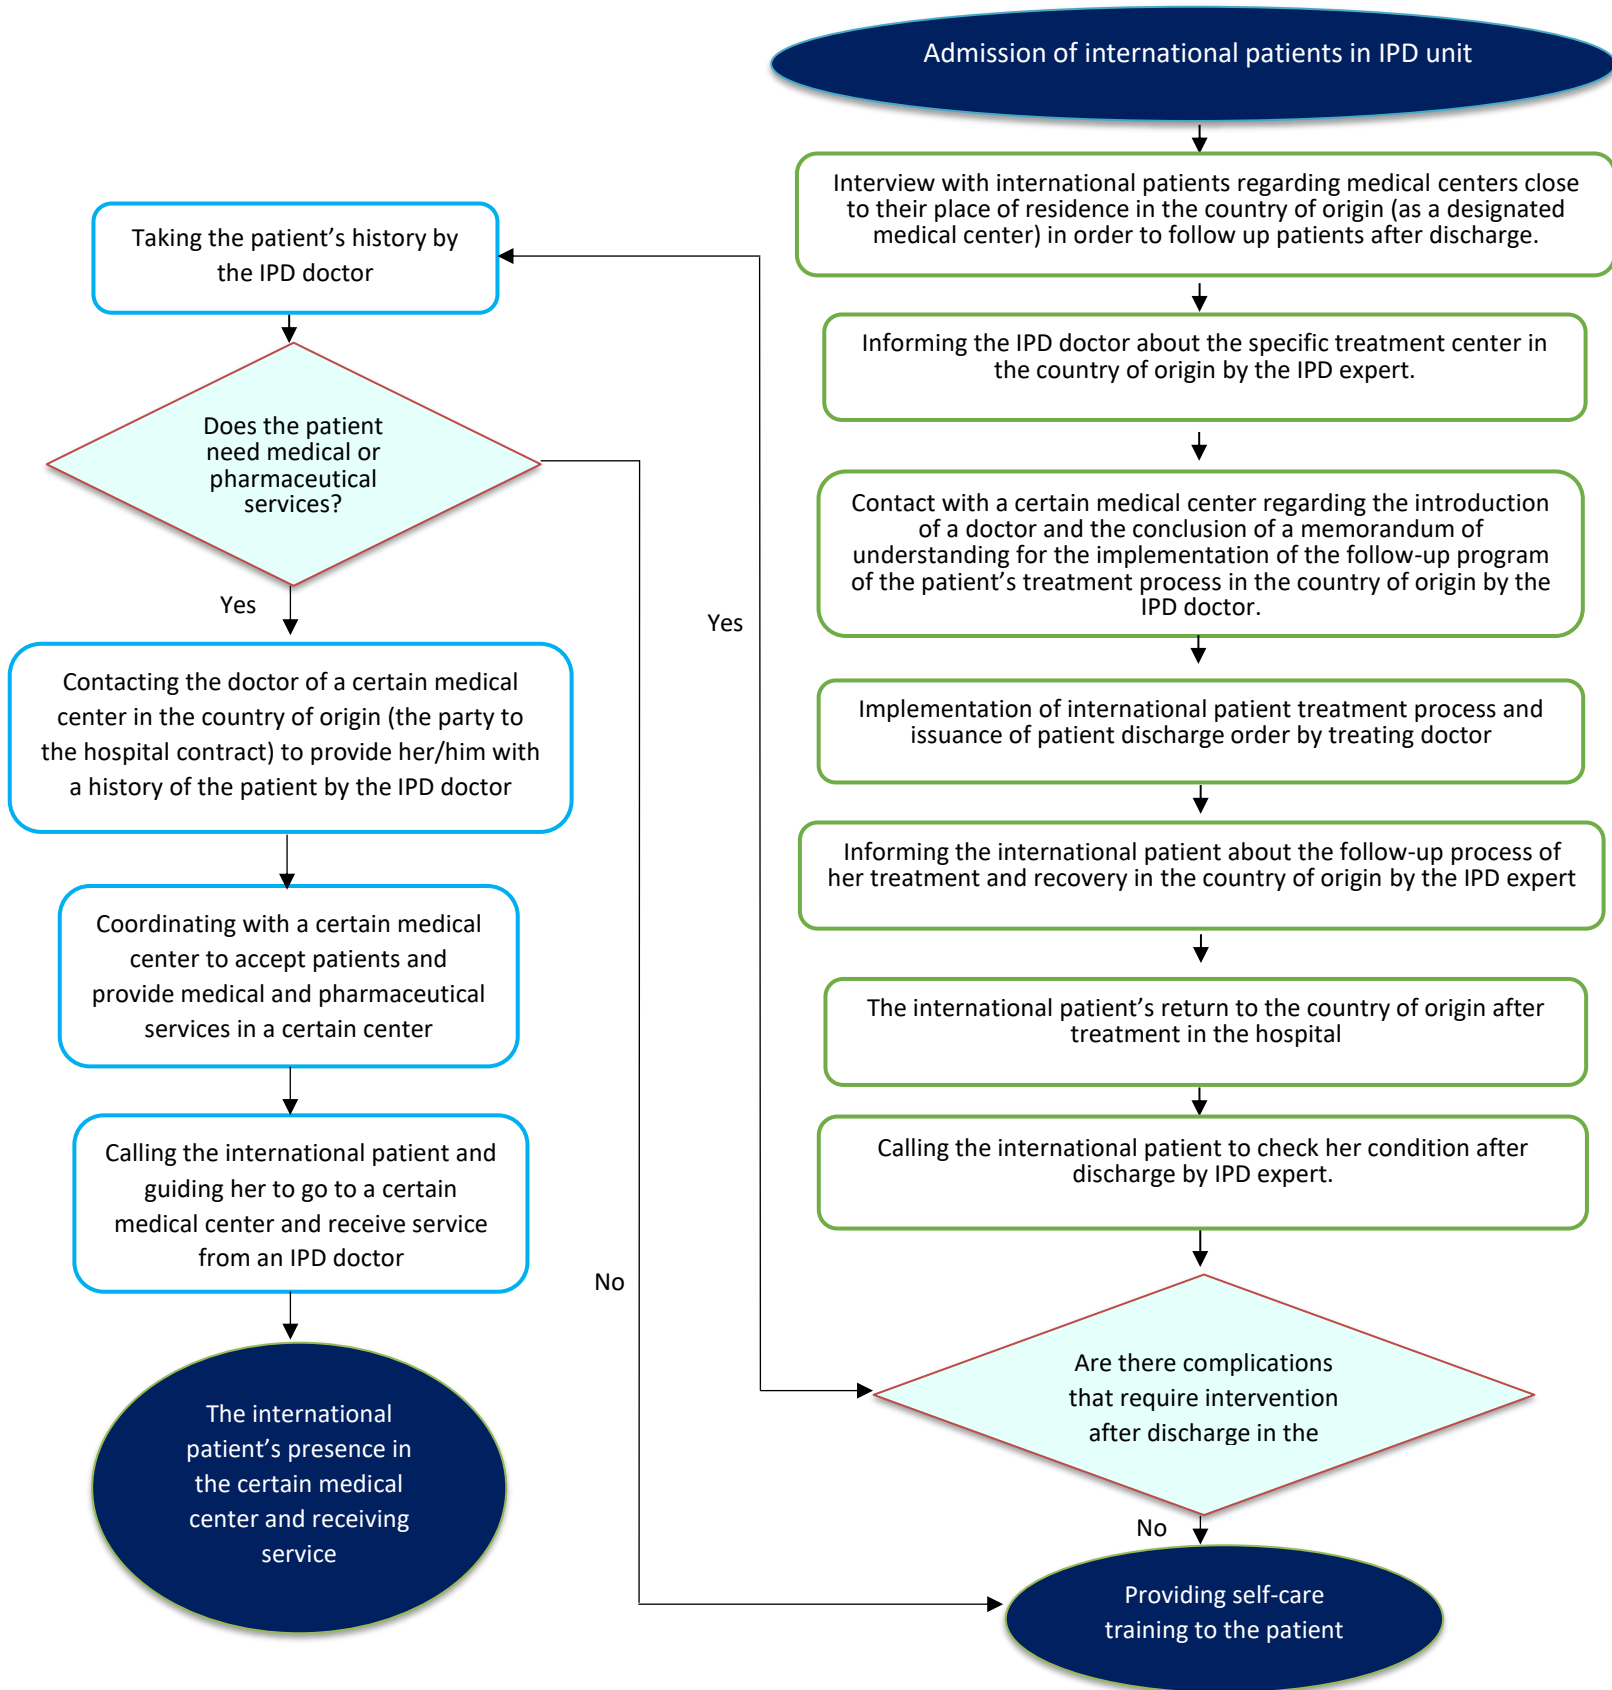 Admission of international patients in IPD unit
Interview with international patients regarding medical centers close
to their place of residence in the country of origin (as a designated
medical center) in order to follow up patients after discharge.
Informing the IPD doctor about the specific treatment center in
the country of origin by the IPD expert.
Contact with a certain medical center regarding the introduction
of a doctor and the conclusion of a memorandum of
understanding for the implementation of the follow-up program
of the patient’s treatment process in the country of origin by the
IPD doctor.
Implementation of international patient treatment process and
issuance of patient discharge order by treating doctor
Informing the international patient about the follow-up process of
her treatment and recovery in the country of origin by the IPD expert
The international patient’s return to the country of origin after
treatment in the hospital
Calling the international patient to check her condition after
discharge by IPD expert.
Are there complications
that require intervention
after discharge in the
No
Providing self-care
training to the patient
Yes
Taking the patient’s history by
the IPD doctor
Does the patient
need medical or
pharmaceutical
services?
Yes
No
Contacting the doctor of a certain medical
center in the country of origin (the party to
the hospital contract) to provide her/him with
a history of the patient by the IPD doctor
Coordinating with a certain medical
center to accept patients and
provide medical and pharmaceutical
services in a certain center
Calling the international patient and
guiding her to go to a certain
medical center and receive service
from an IPD doctor
The international
patient’s presence in
the certain medical
center and receiving
service